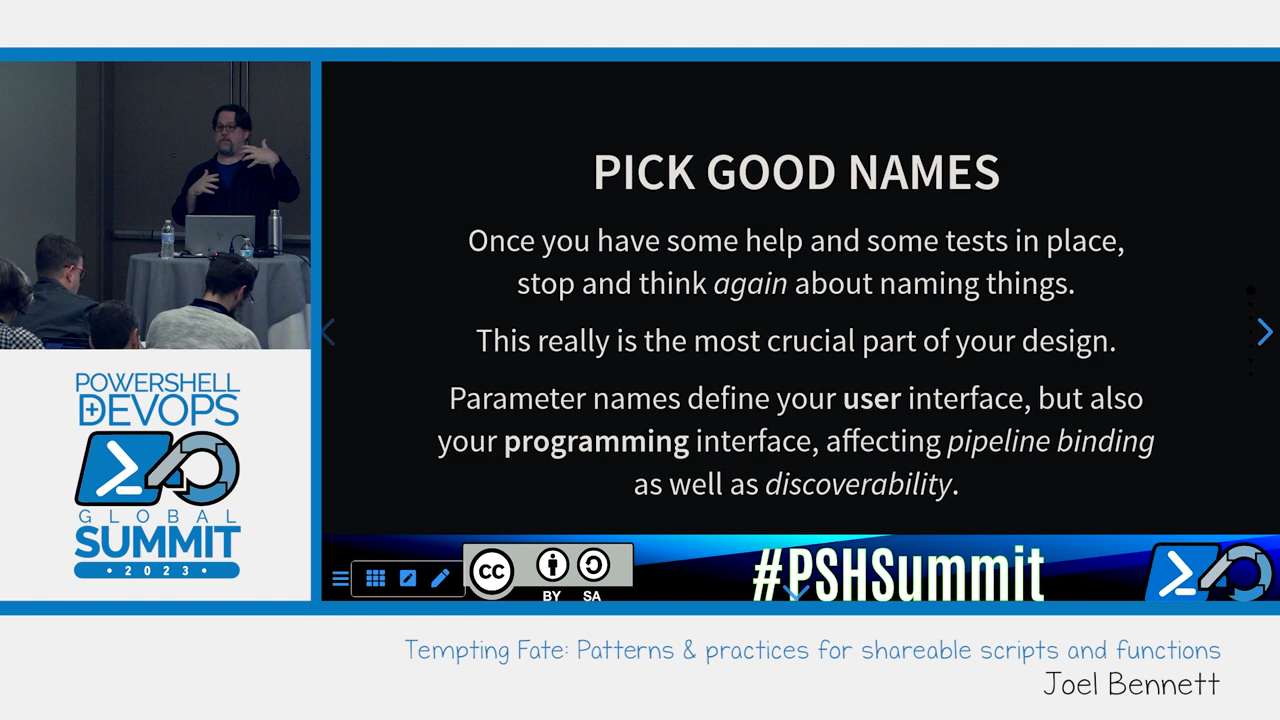 PICK GOOD NAMES
Once you have some help and some tests in place,
stop and think again about naming things.
This really is the most crucial part of your design.
Parameter names define your user interface, but also
your programming interface, affecting pipeline binding
as well as discoverability.
POWERSHELL
+DEVOPS
GLOBAL
SUMMIT
• 2023 •
CC
BY SA
#PSHSummit
Tempting Fate: Patterns & practices for shareable scripts and functions
Joel Bennett